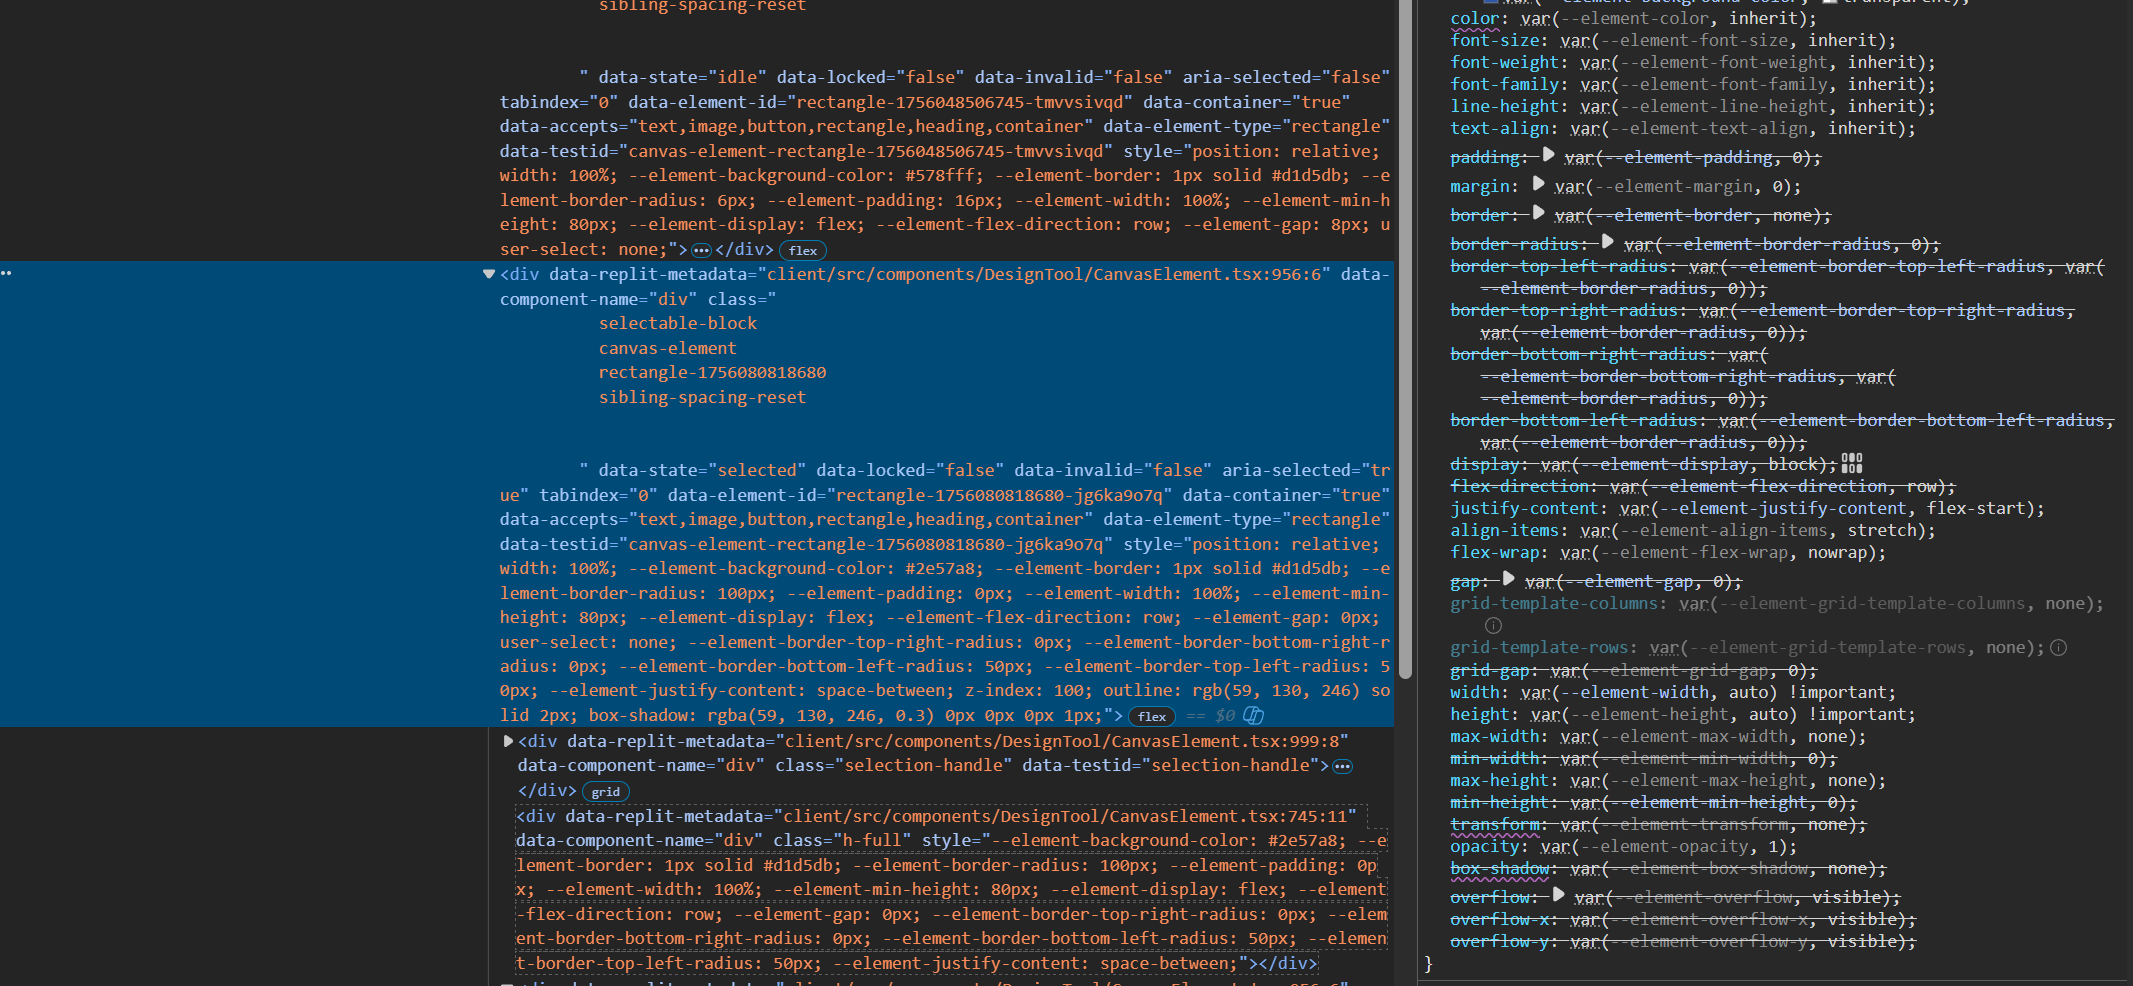 sibling-spacing-reset
" data-state="idle" data-locked="false" data-invalid="false" aria-selected="false"
tabindex="0" data-element-id="rectangle-1756048506745-tmvvsivqd" data-container="true"
data-accepts="text,image,button,rectangle,heading,container" data-element-type="rectangle"
data-testid="canvas-element-rectangle-1756048506745-tmvvsivqd" style="position: relative;
width: 100%; --element-background-color: #578fff; --element-border: 1px solid #d1d5db; --e
lement-border-radius: 6px; --element-padding: 16px; --element-width: 100%; --element-min-h
eight: 80px; --element-display: flex; --element-flex-direction: row; --element-gap: 8px; u
ser-select: none;">…</div> flex
<div data-replit-metadata="client/src/components/DesignTool/CanvasElement.tsx:956:6" data-
component-name="div" class="
selectable-block
canvas-element
rectangle-1756080818680
sibling-spacing-reset
" data-state="selected" data-locked="false" data-invalid="false" aria-selected="tr
ue" tabindex="0" data-element-id="rectangle-1756080818680-jg6ka9o7q" data-container="true"
data-accepts="text,image,button,rectangle,heading,container" data-element-type="rectangle"
data-testid="canvas-element-rectangle-1756080818680-jg6ka9o7q" style="position: relative;
width: 100%; --element-background-color: #2e57a8; --element-border: 1px solid #d1d5db; --e
lement-border-radius: 100px; --element-padding: 0px; --element-width: 100%; --element-min-
height: 80px; --element-display: flex; --element-flex-direction: row; --element-gap: 0px;
user-select: none; --element-border-top-right-radius: 0px; --element-border-bottom-right-r
adius: 0px; --element-border-bottom-left-radius: 50px; --element-border-top-left-radius: 5
0px; --element-justify-content: space-between; z-index: 100; outline: rgb(59, 130, 246) so
lid 2px; box-shadow: rgba(59, 130, 246, 0.3) 0px 0px 0px 1px;"> flex == $0
<div data-replit-metadata="client/src/components/DesignTool/CanvasElement.tsx:999:8"
data-component-name="div" class="selection-handle" data-testid="selection-handle">…
</div> grid
<div data-replit-metadata="client/src/components/DesignTool/CanvasElement.tsx:745:11"
data-component-name="div" class="h-full" style="--element-background-color: #2e57a8; --e
lement-border: 1px solid #d1d5db; --element-border-radius: 100px; --element-padding: 0p
x; --element-width: 100%; --element-min-height: 80px; --element-display: flex; --element
-flex-direction: row; --element-gap: 0px; --element-border-top-right-radius: 0px; --elem
ent-border-bottom-right-radius: 0px; --element-border-bottom-left-radius: 50px; --elemen
t-border-top-left-radius: 50px; --element-justify-content: space-between;"></div>
color: var(--element-color, inherit);
font-size: var(--element-font-size, inherit);
font-weight: var(--element-font-weight, inherit);
font-family: var(--element-font-family, inherit);
line-height: var(--element-line-height, inherit);
text-align: var(--element-text-align, inherit);
padding: var(--element-padding, 0);
margin: var(--element-margin, 0);
border: var(--element-border, none);
border-radius: var(--element-border-radius, 0);
border-top-left-radius: var(--element-border-top-left-radius, var(
--element-border-radius, 0));
border-top-right-radius: var(--element-border-top-right-radius,
var(--element-border-radius, 0));
border-bottom-right-radius: var(
--element-border-bottom-right-radius, var(
--element-border-radius, 0));
border-bottom-left-radius: var(--element-border-bottom-left-radius,
var(--element-border-radius, 0));
display: var(--element-display, block);
flex-direction: var(--element-flex-direction, row);
justify-content: var(--element-justify-content, flex-start);
align-items: var(--element-align-items, stretch);
flex-wrap: var(--element-flex-wrap, nowrap);
gap: var(--element-gap, 0);
grid-template-columns: var(--element-grid-template-columns, none);
grid-template-rows: var(--element-grid-template-rows, none);
grid-gap: var(--element-grid-gap, 0);
width: var(--element-width, auto) !important;
height: var(--element-height, auto) !important;
max-width: var(--element-max-width, none);
min-width: var(--element-min-width, 0);
max-height: var(--element-max-height, none);
min-height: var(--element-min-height, 0);
transform: var(--element-transform, none);
opacity: var(--element-opacity, 1);
box-shadow: var(--element-box-shadow, none);
overflow: var(--element-overflow, visible);
overflow-x: var(--element-overflow-x, visible);
overflow-y: var(--element-overflow-y, visible);
}